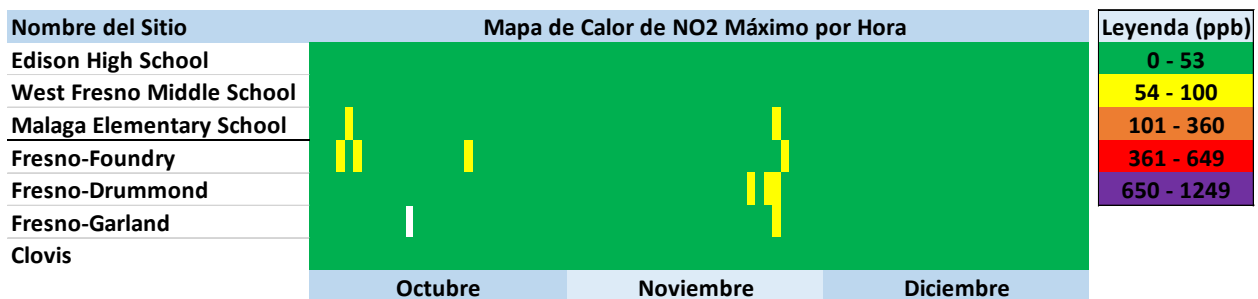 Nombre del Sitio Mapa de Calor de NO2 Máximo por Hora Leyenda (ppb)
Edison High School 0 - 53
West Fresno Middle School 54 - 100
Malaga Elementary School 101 - 360
Fresno-Foundry 361 - 649
Fresno-Drummond 650 - 1249
Fresno-Garland
Clovis
Octubre Noviembre Diciembre